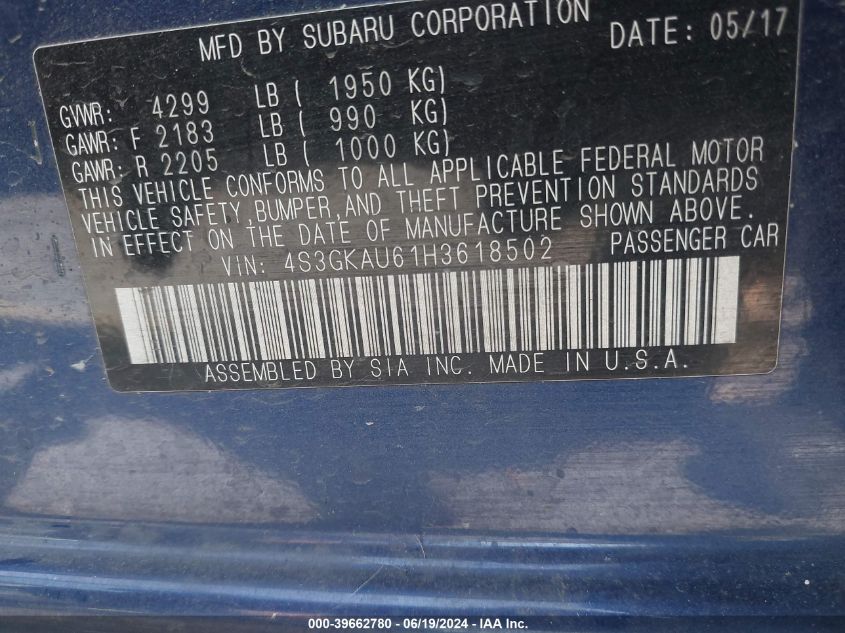 MFD BY SUBARU CORPORATION DATE: 05/17
GVWR: 4299 LB ( 1950 KG)
GAWR: F 2183 LB ( 990 KG)
GAWR: R 2205 LB ( 1000 KG)
THIS VEHICLE CONFORMS TO ALL APPLICABLE FEDERAL MOTOR
VEHICLE SAFETY, BUMPER, AND THEFT PREVENTION STANDARDS
IN EFFECT ON THE DATE OF MANUFACTURE SHOWN ABOVE.
VIN: 4S3GKAU61H3618502 PASSENGER CAR
ASSEMBLED BY SIA INC. MADE IN U.S.A.
000-39662780 - 06/19/2024 - IAA Inc.